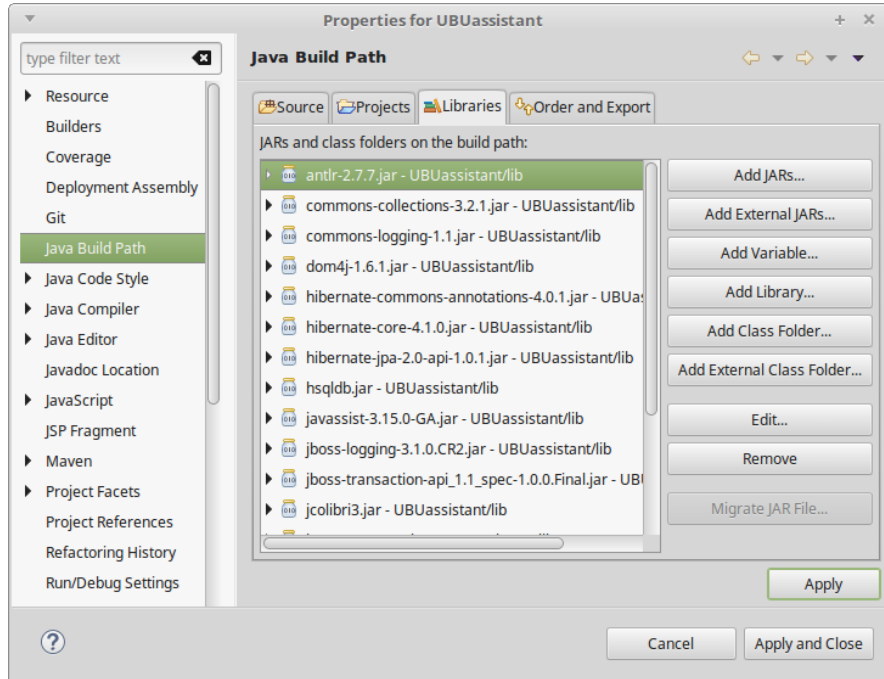 Properties for UBUassistant
type filter text
Resource
Builders
Coverage
Deployment Assembly
Git
Java Build Path
Java Code Style
Java Compiler
Java Editor
Javadoc Location
JavaScript
JSP Fragment
Maven
Project Facets
Project References
Refactoring History
Run/Debug Settings
Java Build Path
Source Projects Libraries Order and Export
JARs and class folders on the build path:
antlr-2.7.7.jar - UBUassistant/lib
commons-collections-3.2.1.jar - UBUassistant/lib
commons-logging-1.1.jar - UBUassistant/lib
dom4j-1.6.1.jar - UBUassistant/lib
hibernate-commons-annotations-4.0.1.jar - UBUas
hibernate-core-4.1.0.jar - UBUassistant/lib
hibernate-jpa-2.0-api-1.0.1.jar - UBUassistant/lib
hsqldb.jar - UBUassistant/lib
javassist-3.15.0-GA.jar - UBUassistant/lib
jboss-logging-3.1.0.CR2.jar - UBUassistant/lib
jboss-transaction-api_1.1_spec-1.0.0.Final.jar - UBU
jcolibri3.jar - UBUassistant/lib
Add JARs...
Add External JARs...
Add Variable...
Add Library...
Add Class Folder...
Add External Class Folder...
Edit...
Remove
Migrate JAR File...
Apply
Cancel Apply and Close